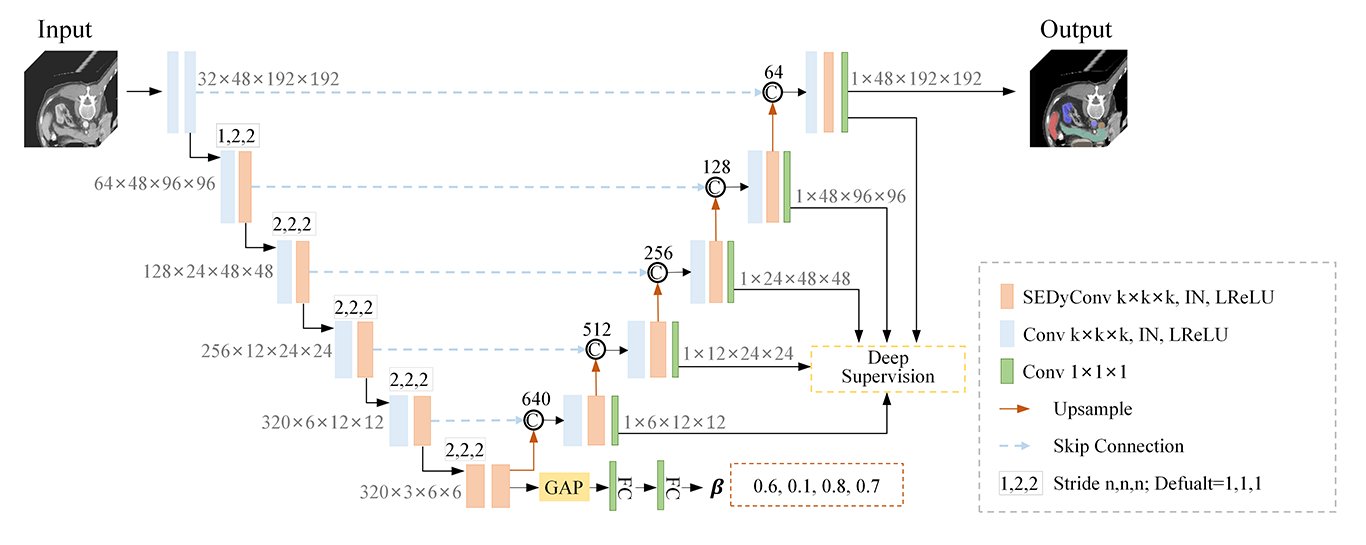 Input
Output
32×48×192×192
64
1×48×192×192
1,2,2
64×48×96×96
128
C
1×48×96×96
2,2,2
128×24×48×48
256
C
1×24×48×48
2,2,2
256×12×24×24
512
C
1×12×24×24
Deep
Supervision
2,2,2
320×6×12×12
640
C
1×6×12×12
2,2,2
320×3×6×6
C
GAP
FC
FC
β
0.6, 0.1, 0.8, 0.7
SEDyConv k×k×k, IN, LReLU
Conv k×k×k, IN, LReLU
Conv 1×1×1
Upsample
Skip Connection
1,2,2
Stride n,n,n; Defualt=1,1,1